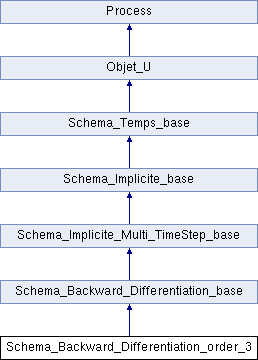 Process
Objet_U
Schema_Temps_base
Schema_Implicite_base
Schema_Implicite_Multi_TimeStep_base
Schema_Backward_Differentiation_base
Schema_Backward_Differentiation_order_3